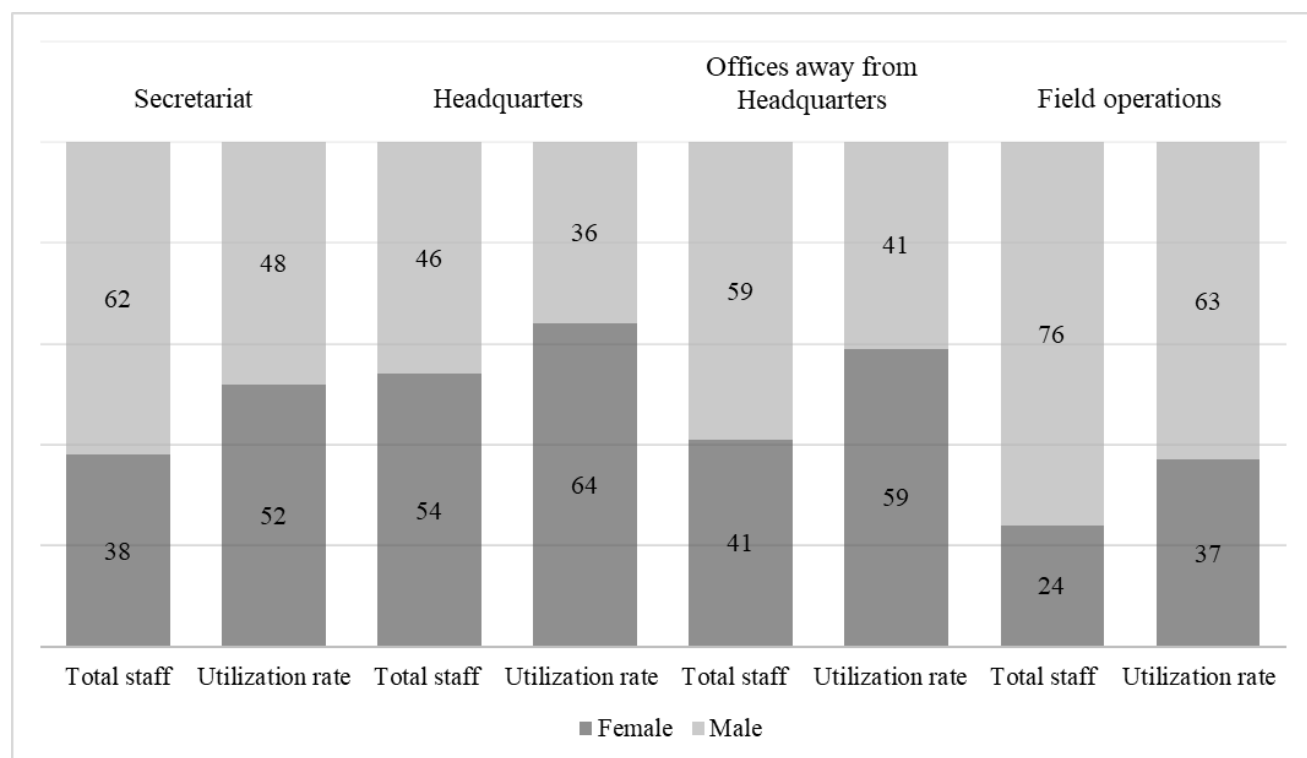 Secretariat
Headquarters
Offices away from
Headquarters
Field operations
62
48
46
36
59
41
76
63
38
52
54
64
41
59
24
37
Total staff
Utilization rate
Total staff
Utilization rate
Total staff
Utilization rate
Total staff
Utilization rate
Female
Male